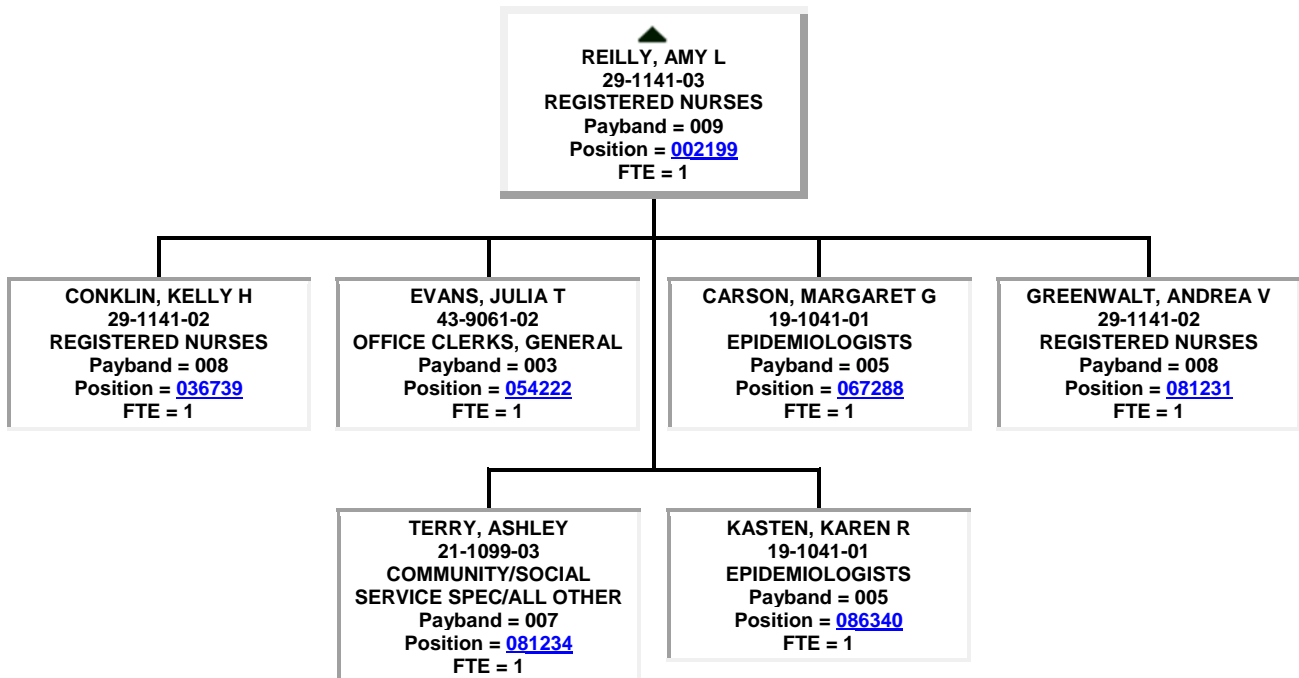 REILLY, AMY L
29-1141-03
REGISTERED NURSES
Payband = 009
Position = 002199
FTE = 1
CONKLIN, KELLY H
29-1141-02
REGISTERED NURSES
Payband = 008
Position = 036739
FTE = 1
EVANS, JULIA T
43-9061-02
OFFICE CLERKS, GENERAL
Payband = 003
Position = 054222
FTE = 1
CARSON, MARGARET G
19-1041-01
EPIDEMIOLOGISTS
Payband = 005
Position = 067288
FTE = 1
GREENWALT, ANDREA V
29-1141-02
REGISTERED NURSES
Payband = 008
Position = 081231
FTE = 1
TERRY, ASHLEY
21-1099-03
COMMUNITY/SOCIAL
SERVICE SPEC/ALL OTHER
Payband = 007
Position = 081234
FTE = 1
KASTEN, KAREN R
19-1041-01
EPIDEMIOLOGISTS
Payband = 005
Position = 086340
FTE = 1